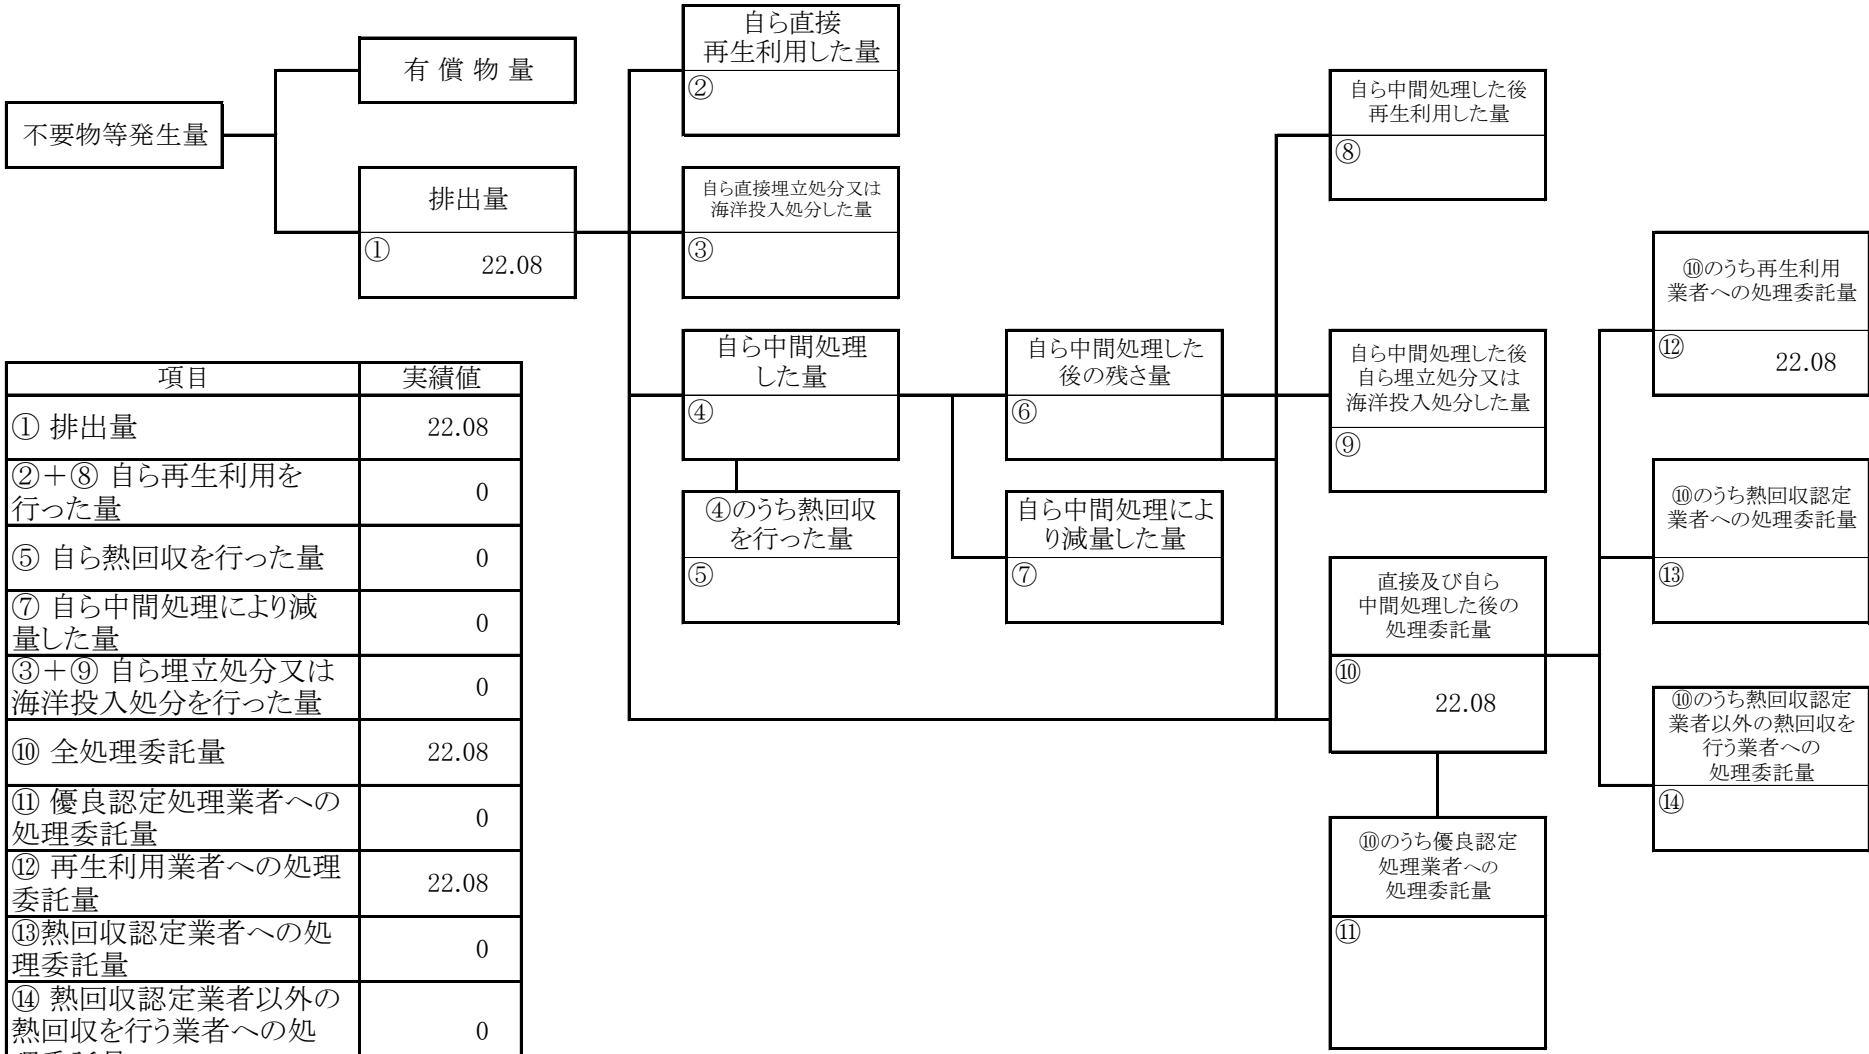 不要物等発生量
有 償 物 量
排出量
①
22.08
自ら直接
再生利用した量
②
自ら直接埋立処分又は
海洋投入処分した量
③
自ら中間処理
した量
④
④のうち熱回収
を行った量
⑤
自ら中間処理した
後の残さ量
⑥
自ら中間処理によ
り減量した量
⑦
自ら中間処理した後
再生利用した量
⑧
自ら中間処理した後
自ら埋立処分又は
海洋投入処分した量
⑨
直接及び自ら
中間処理した後の
処理委託量
⑩
22.08
⑩のうち優良認定
処理業者への
処理委託量
⑪
⑩のうち再生利用
業者への処理委託量
⑫
22.08
⑩のうち熱回収認定
業者への処理委託量
⑬
⑩のうち熱回収認定
業者以外の熱回収を
行う業者への
処理委託量
⑭
項目 実績値
① 排出量 22.08
②＋⑧ 自ら再生利用を
行った量 0
⑤ 自ら熱回収を行った量 0
⑦ 自ら中間処理により減
量した量 0
③＋⑨ 自ら埋立処分又は
海洋投入処分を行った量 0
⑩ 全処理委託量 22.08
⑪ 優良認定処理業者への
処理委託量 0
⑫ 再生利用業者への処理
委託量 22.08
⑬熱回収認定業者への処
理委託量 0
⑭ 熱回収認定業者以外の
熱回収を行う業者への処 0